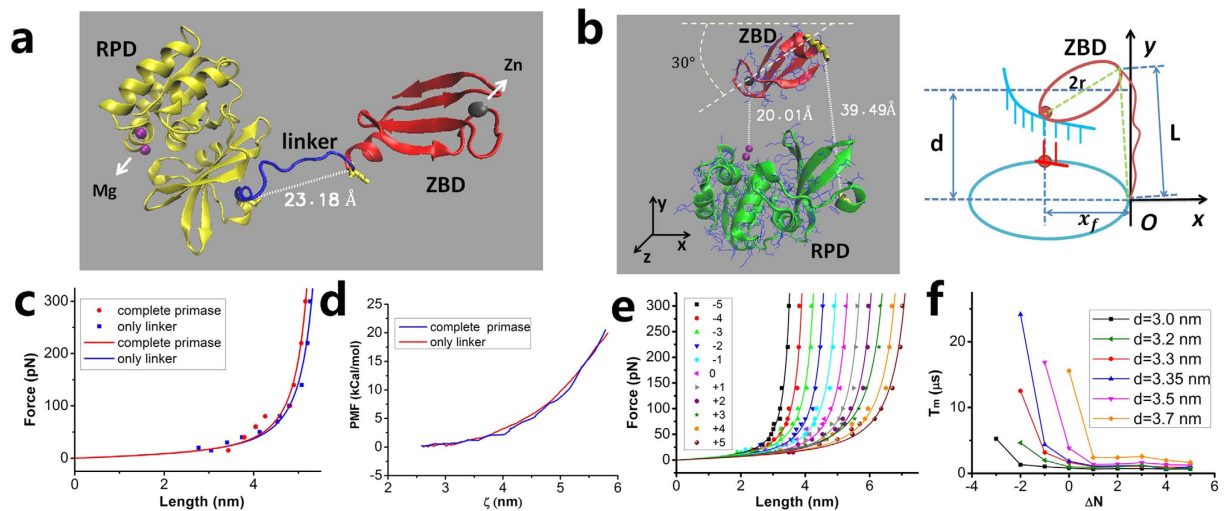 a
RPD
Zn
linker
Mg
23.18 Å
ZBD
b
ZBD
30°
20.01Å
39.49Å
y
x
z
RPD
ZBD
y
2r
d
L
x_f
O
x
c
Force (pN)
300
200
100
0
complete primase
only linker
complete primase
only linker
0
2
4
Length (nm)
d
PMF (kCal/mol)
25
20
15
10
5
0
-5
complete primase
only linker
2
3
4
5
6
ζ (nm)
e
Force (pN)
300
250
200
150
100
50
0
-5
-4
-3
-2
-1
0
+1
+2
+3
+4
+5
0
1
2
3
4
5
6
7
Length (nm)
f
Tm (μs)
20
10
0
d=3.0 nm
d=3.2 nm
d=3.3 nm
d=3.35 nm
d=3.5 nm
d=3.7 nm
-4
-2
0
2
4
6
ΔN